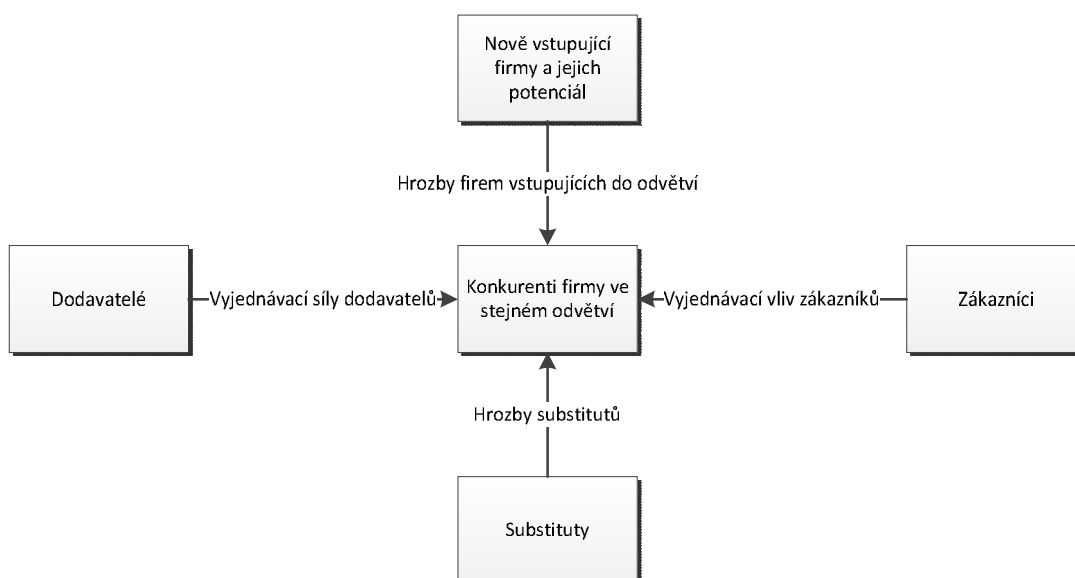 Nově vstupující
firmy a jejich
potenciál
Hrozby firem vstupujících do odvětví
Dodavatelé
Vyjednávací síly dodavatelů
Konkurenti firmy ve
stejném odvětví
Vyjednávací vliv zákazníků
Zákazníci
Hrozby substitutů
Substituty